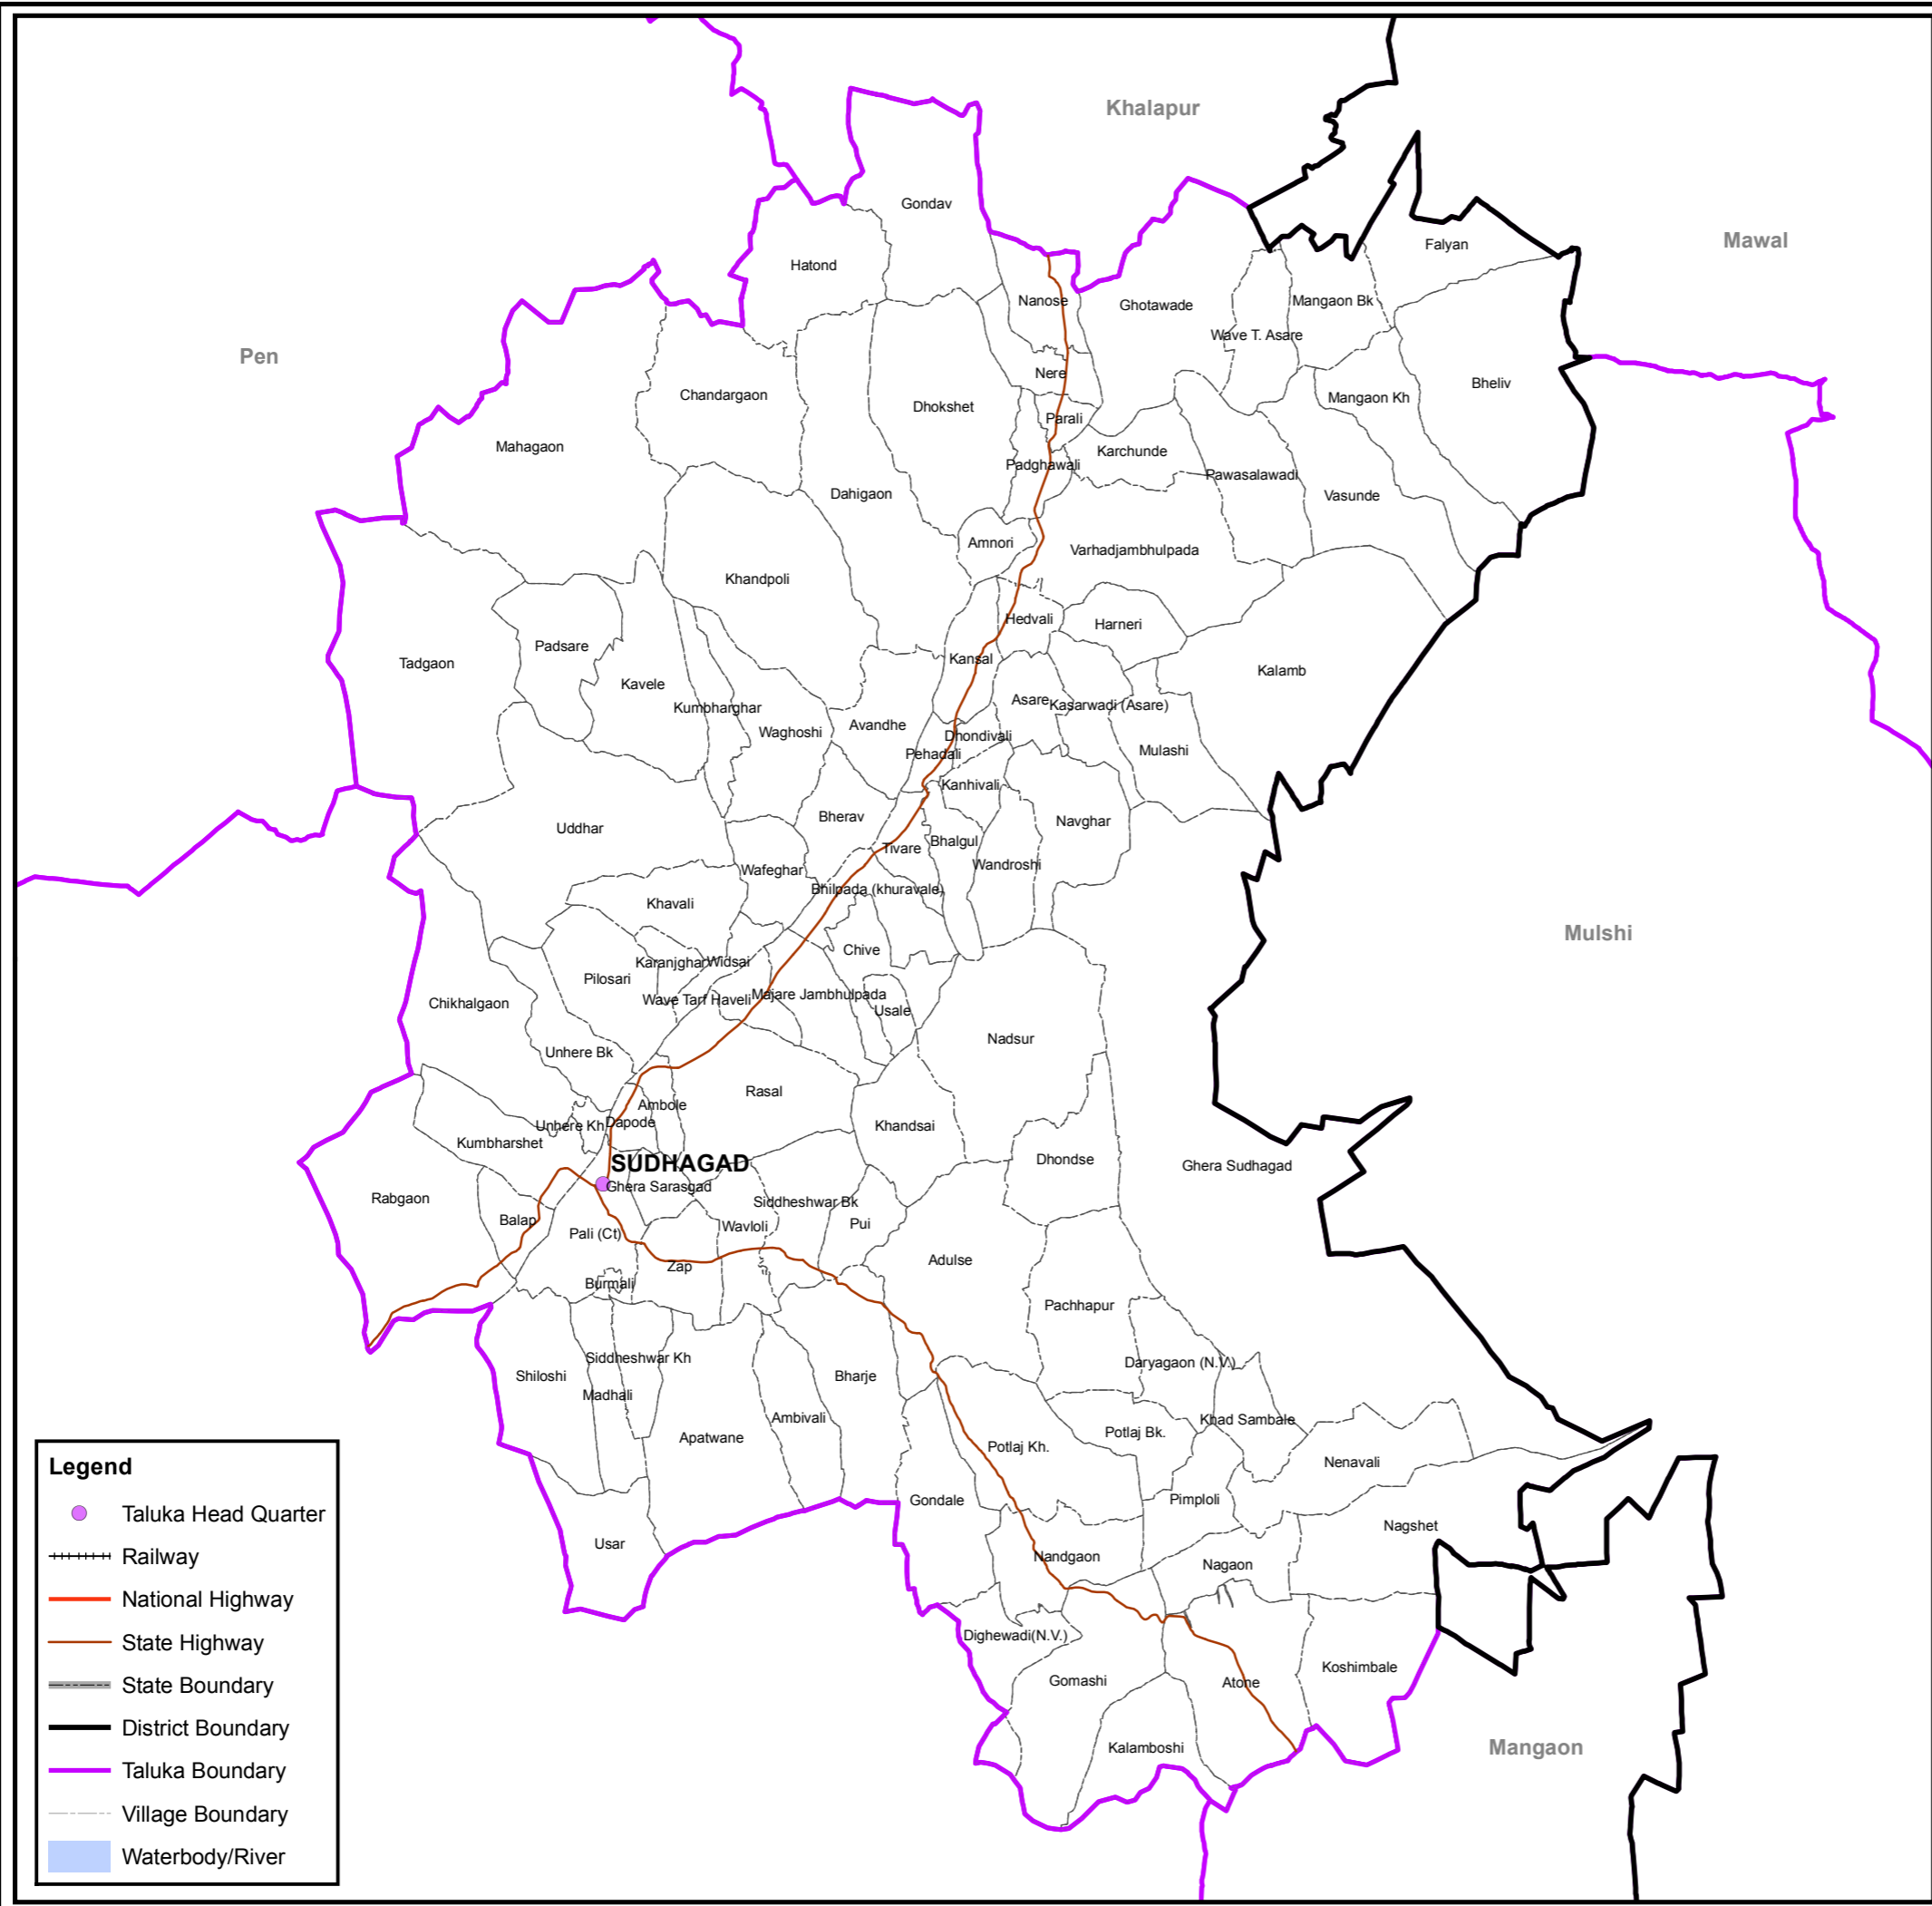 Khalapur
Gondav
Mawal
Falyan
Hatond
Nanose
Ghotawade
Mangaon Bk
Wave T. Asare
Pen
Nere
Bheliv
Chandargaon
Mangaon Kh
Dhokshet
Parali
Mahagaon
Karchunde
Padghawali
Pawasalawadi
Dahigaon
Vasunde
Amnori
Varhadjambhulpada
Khandpoli
Hedvali
Harneri
Padsare
Kansal
Tadgaon
Kalamb
Kavele
Asare
Kasarwadi (Asare)
Kumbharghar
Avandhe
Waghoshi
Dhondivali
Mulashi
Pehadali
Kanhivali
Bherav
Navghar
Uddhar
Bhalgul
Tivare
Wandroshi
Wafeghar
Bhilpada (khuravale)
Khavali
Mulshi
Chive
Karanjghar
Widsai
Pilosari
Majare Jambhulpada
Wave Tarf Haveli
Chikhalgaon
Usale
Nadsur
Unhere Bk
Rasal
Ambole
Dapode
Unhere Kh
Khandsai
Kumbharshet
Dhondse
SUDHAGAD
Ghera Sudhagad
Ghera Sarasgad
Rabgaon
Siddheshwar Bk
Balap
Pui
Wavloli
Pali (Ct)
Adulse
Zap
Burmali
Pachhapur
Siddheshwar Kh
Daryagaon (N.V.)
Shiloshi
Bharje
Madhali
Ambivali
Khad Sambale
Potlaj Bk.
Apatwane
Potlaj Kh.
Nenavali
Gondale
Pimploli
Nagshet
Usar
Nandgaon
Nagaon
Dighewadi(N.V.)
Koshimbale
Gomashi
Atone
Kalamboshi
Mangaon
Legend
Taluka Head Quarter
Railway
National Highway
State Highway
State Boundary
District Boundary
Taluka Boundary
Village Boundary
Waterbody/River